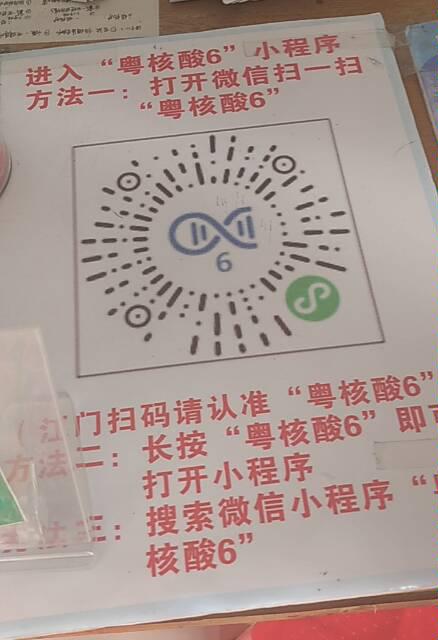 进入“粤核酸6”小程序
方法一：打开微信扫一扫
“粤核酸6”
6
（江门扫码请认准“粤核酸6”
方法二：长按“粤核酸6”即可
打开小程序
方法三：搜索微信小程序“
核酸6”